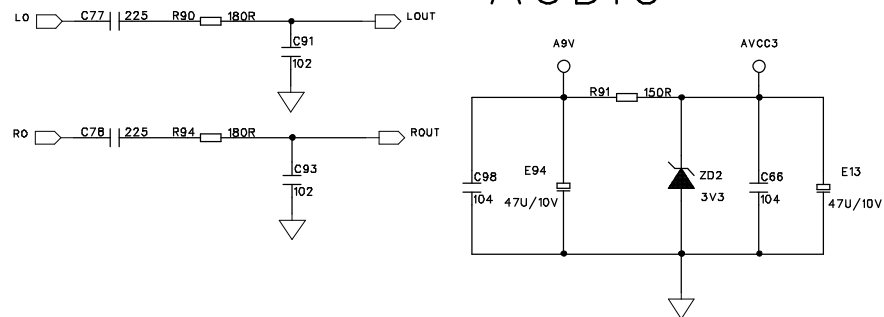 AUDIO
LO C77 225 R90 180R LOUT
C91
102
RO C78 225 R94 180R ROUT
C93
102
A9V AVCC3
R91 150R
C98
104
E94
47U/10V
ZD2
3V3
C66
104
E13
47U/10V